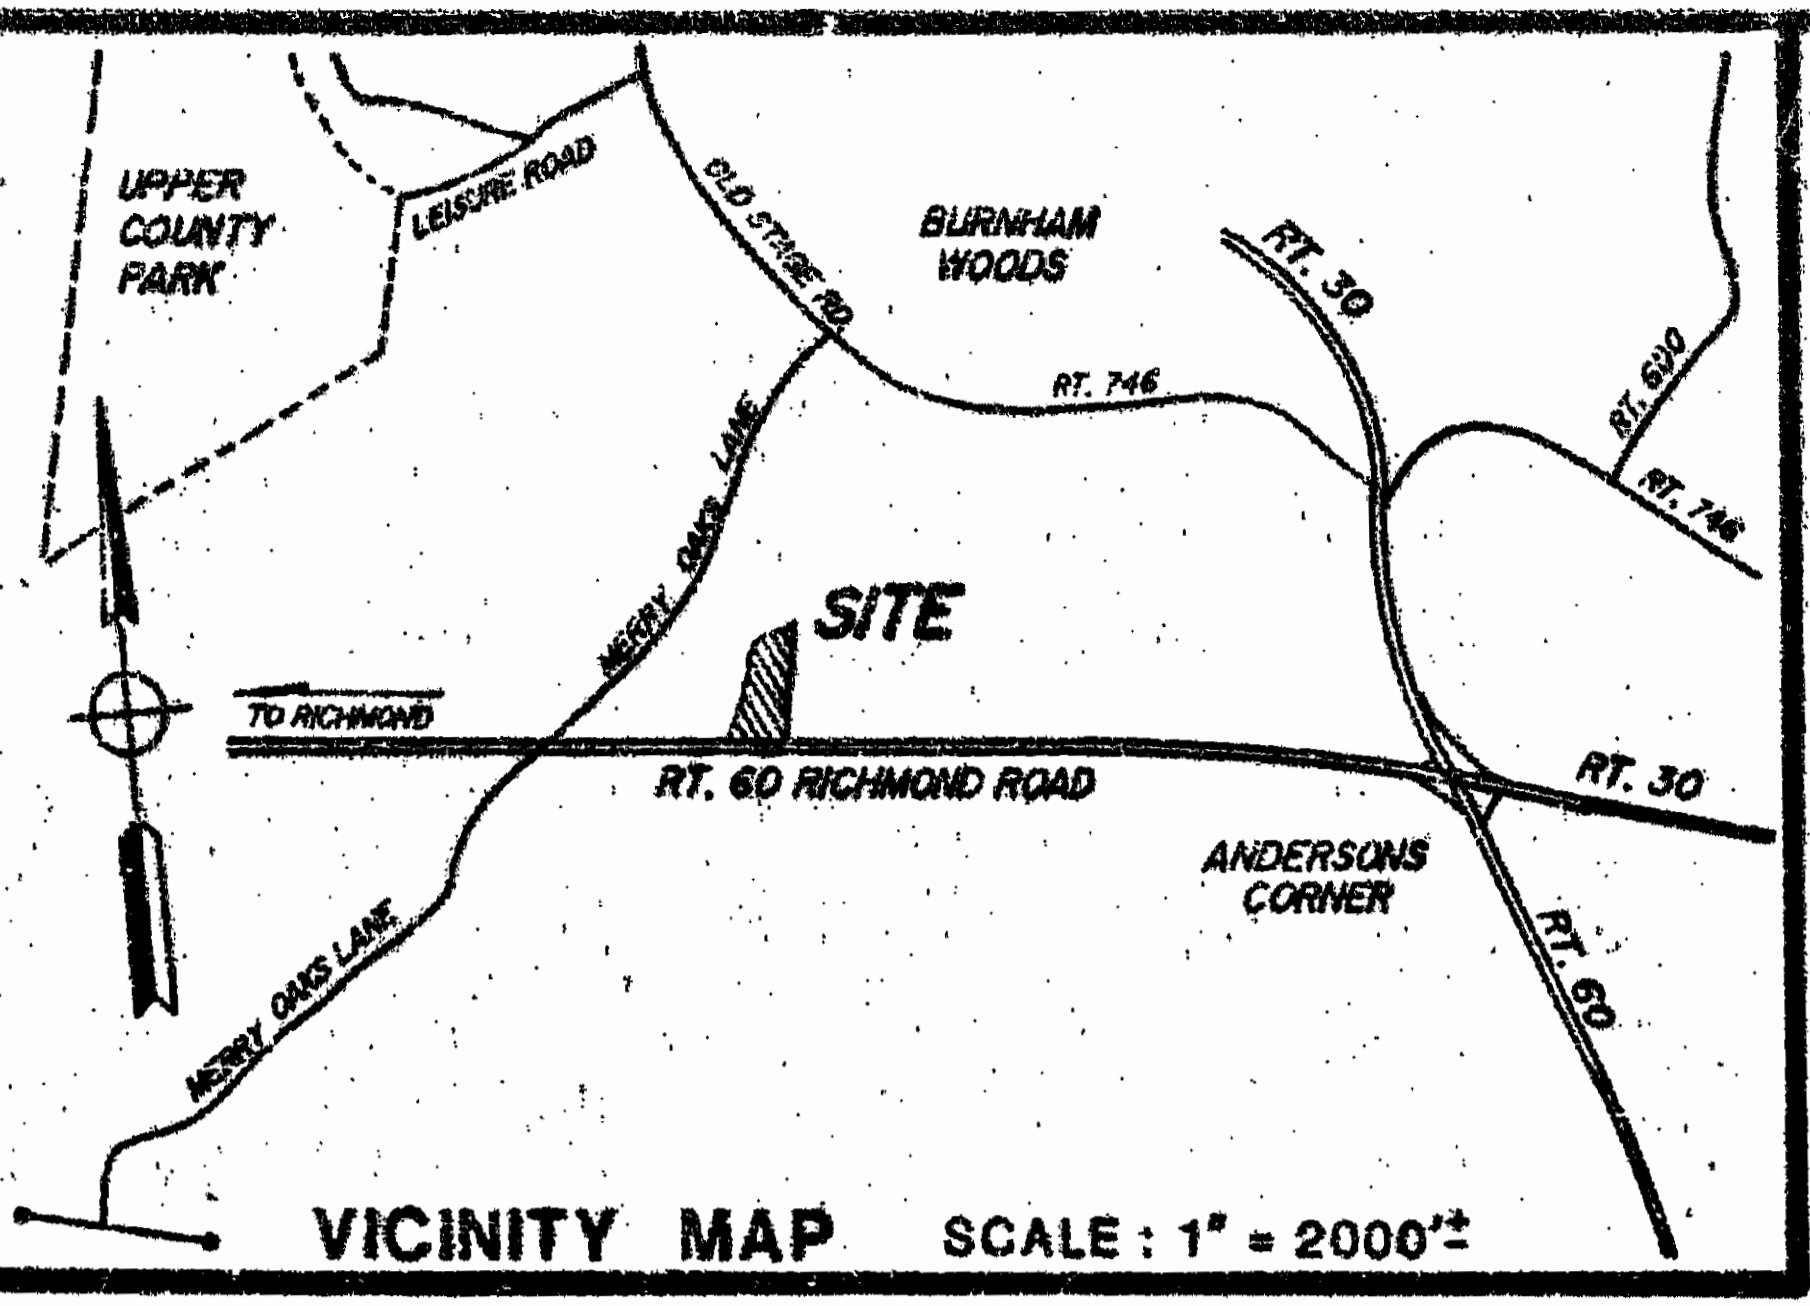 UPPER
COUNTY
PARK
LEISURE ROAD
OLD STAGE RD.
BURNHAM
WOODS
RT. 30
RT. 600
RT. 746
RT. 746
MERRY OAKS LANE
SITE
TO RICHMOND
RT. 60 RICHMOND ROAD
RT. 30
ANDERSONS
CORNER
RT. 60
MERRY OAKS LANE
VICINITY MAP SCALE : 1" = 2000'±